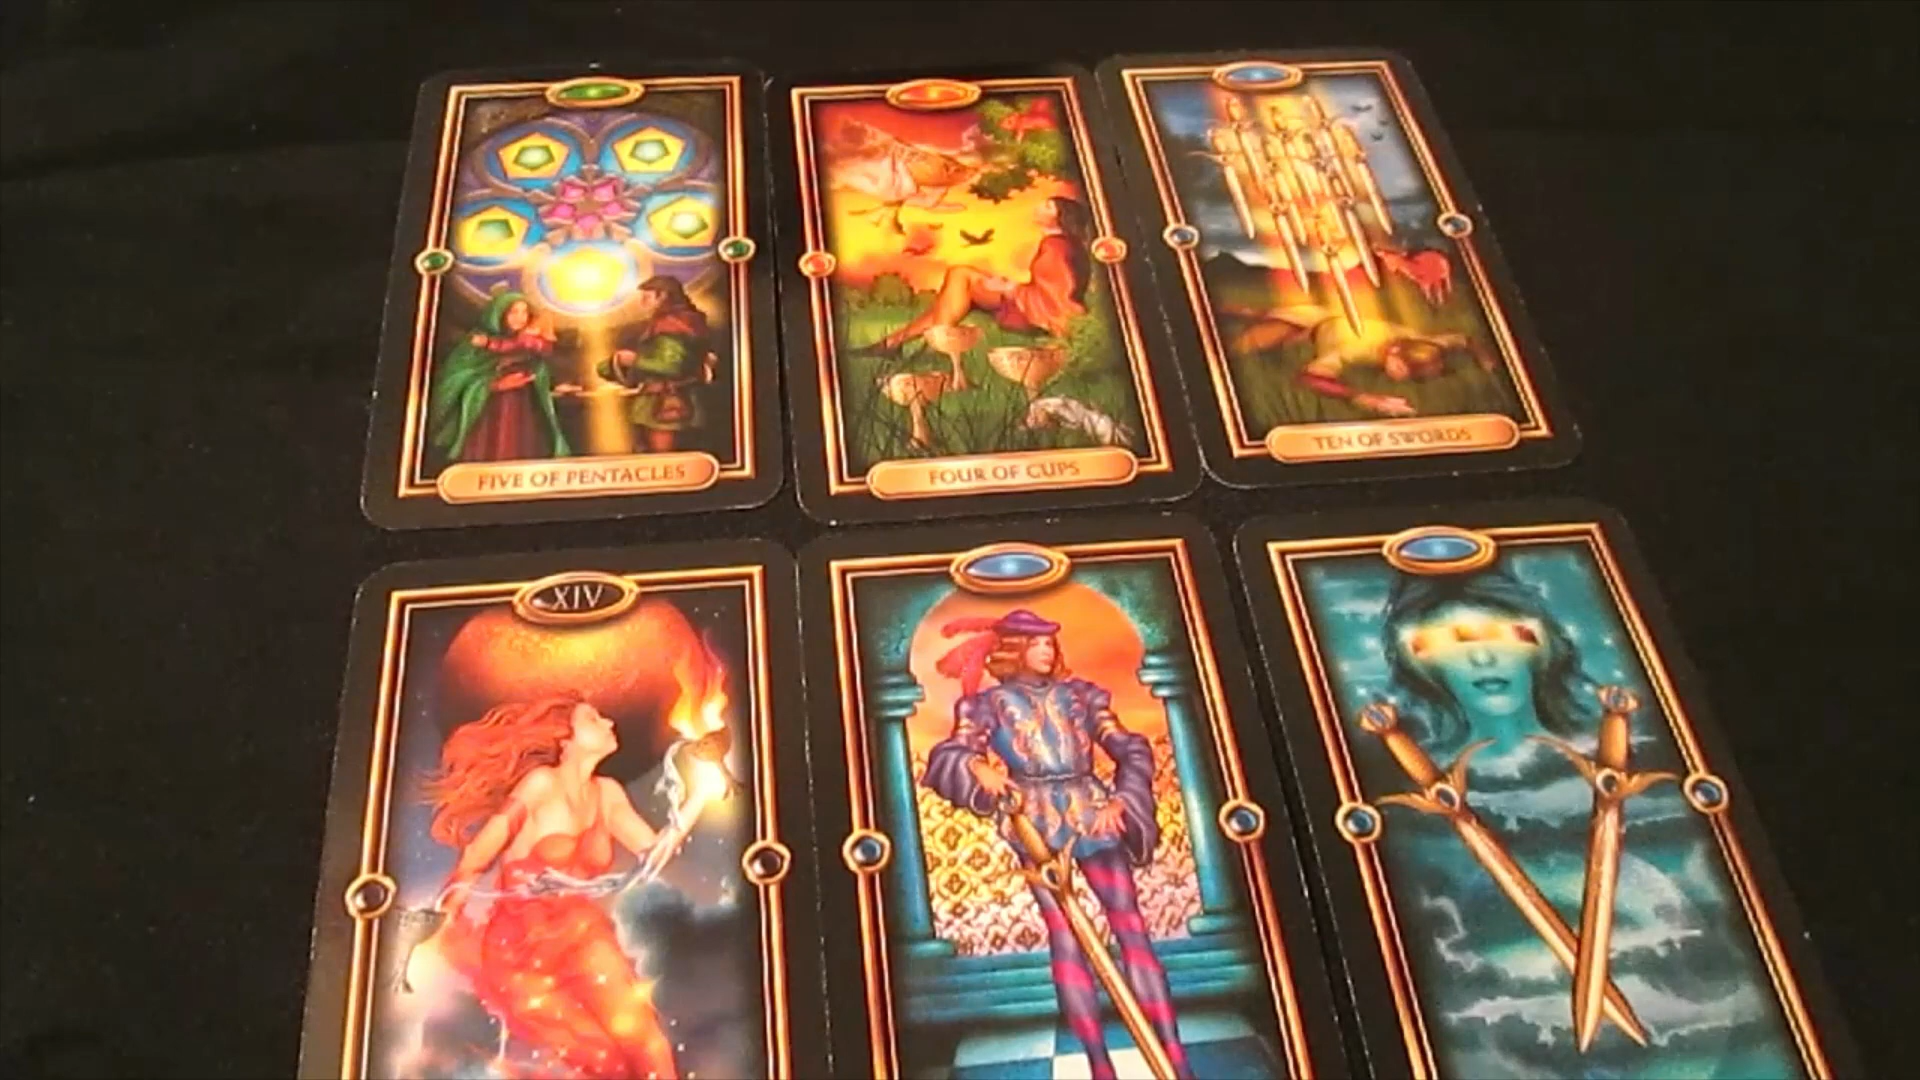 FIVE OF PENTACLES
FOUR OF CUPS
TEN OF SWORDS
XIV